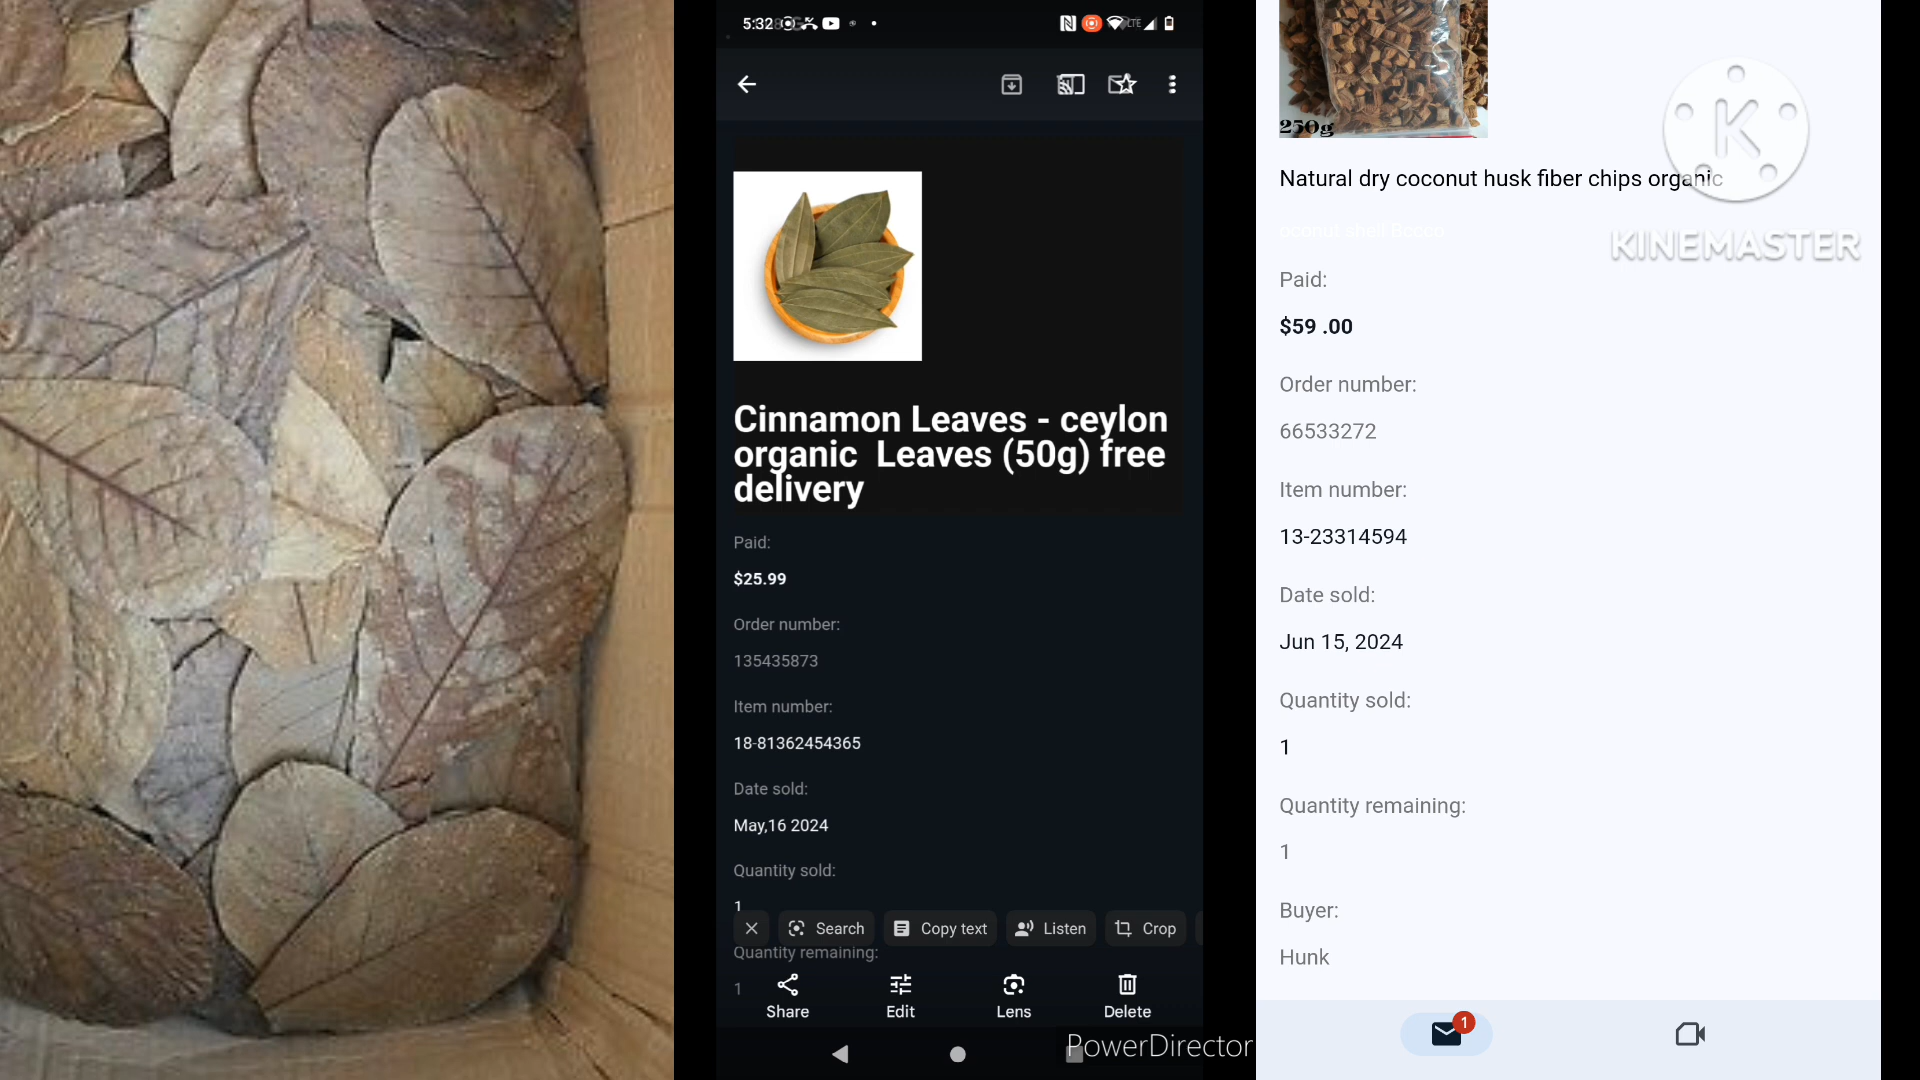 5:32
LTE
Cinnamon Leaves - ceylon
organic Leaves (50g) free
delivery
Paid:
$25.99
Order number:
135435873
Item number:
18-81362454365
Date sold:
May,16 2024
Quantity sold:
1
Search
Copy text
Listen
Crop
Quantity remaining:
1
Share
Edit
Lens
Delete
PowerDirector
250g
Natural dry coconut husk fiber chips organic
K
KINEMASTER
Paid:
$59 .00
Order number:
66533272
Item number:
13-23314594
Date sold:
Jun 15, 2024
Quantity sold:
1
Quantity remaining:
1
Buyer:
Hunk
1